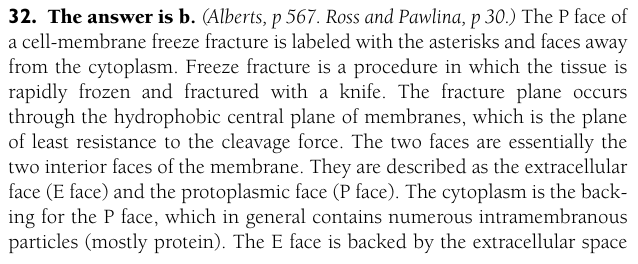 32. The answer is b. (Alberts, p 567. Ross and Pawlina, p 30.) The P face of
a cell-membrane freeze fracture is labeled with the asterisks and faces away
from the cytoplasm. Freeze fracture is a procedure in which the tissue is
rapidly frozen and fractured with a knife. The fracture plane occurs
through the hydrophobic central plane of membranes, which is the plane
of least resistance to the cleavage force. The two faces are essentially the
two interior faces of the membrane. They are described as the extracellular
face (E face) and the protoplasmic face (P face). The cytoplasm is the back-
ing for the P face, which in general contains numerous intramembranous
particles (mostly protein). The E face is backed by the extracellular space